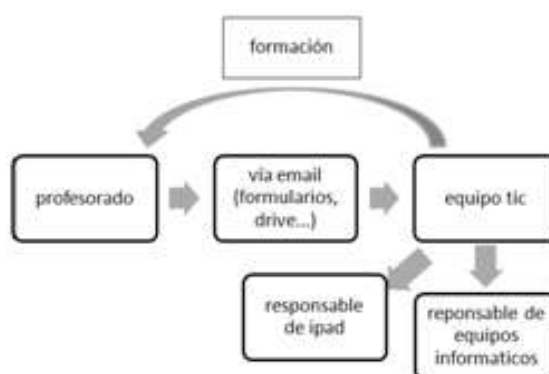 formación
profesorado
vía email
(formularios,
drive...)
equipo tic
responsable
de ipad
reponsable de
equipos
informaticos